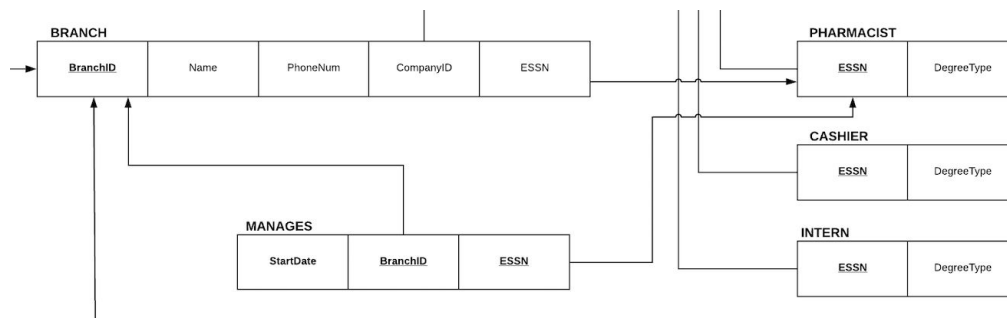 BRANCH
BranchID Name PhoneNum CompanyID ESSN
PHARMACIST
ESSN DegreeType
CASHIER
ESSN DegreeType
MANAGES
StartDate BranchID ESSN
INTERN
ESSN DegreeType